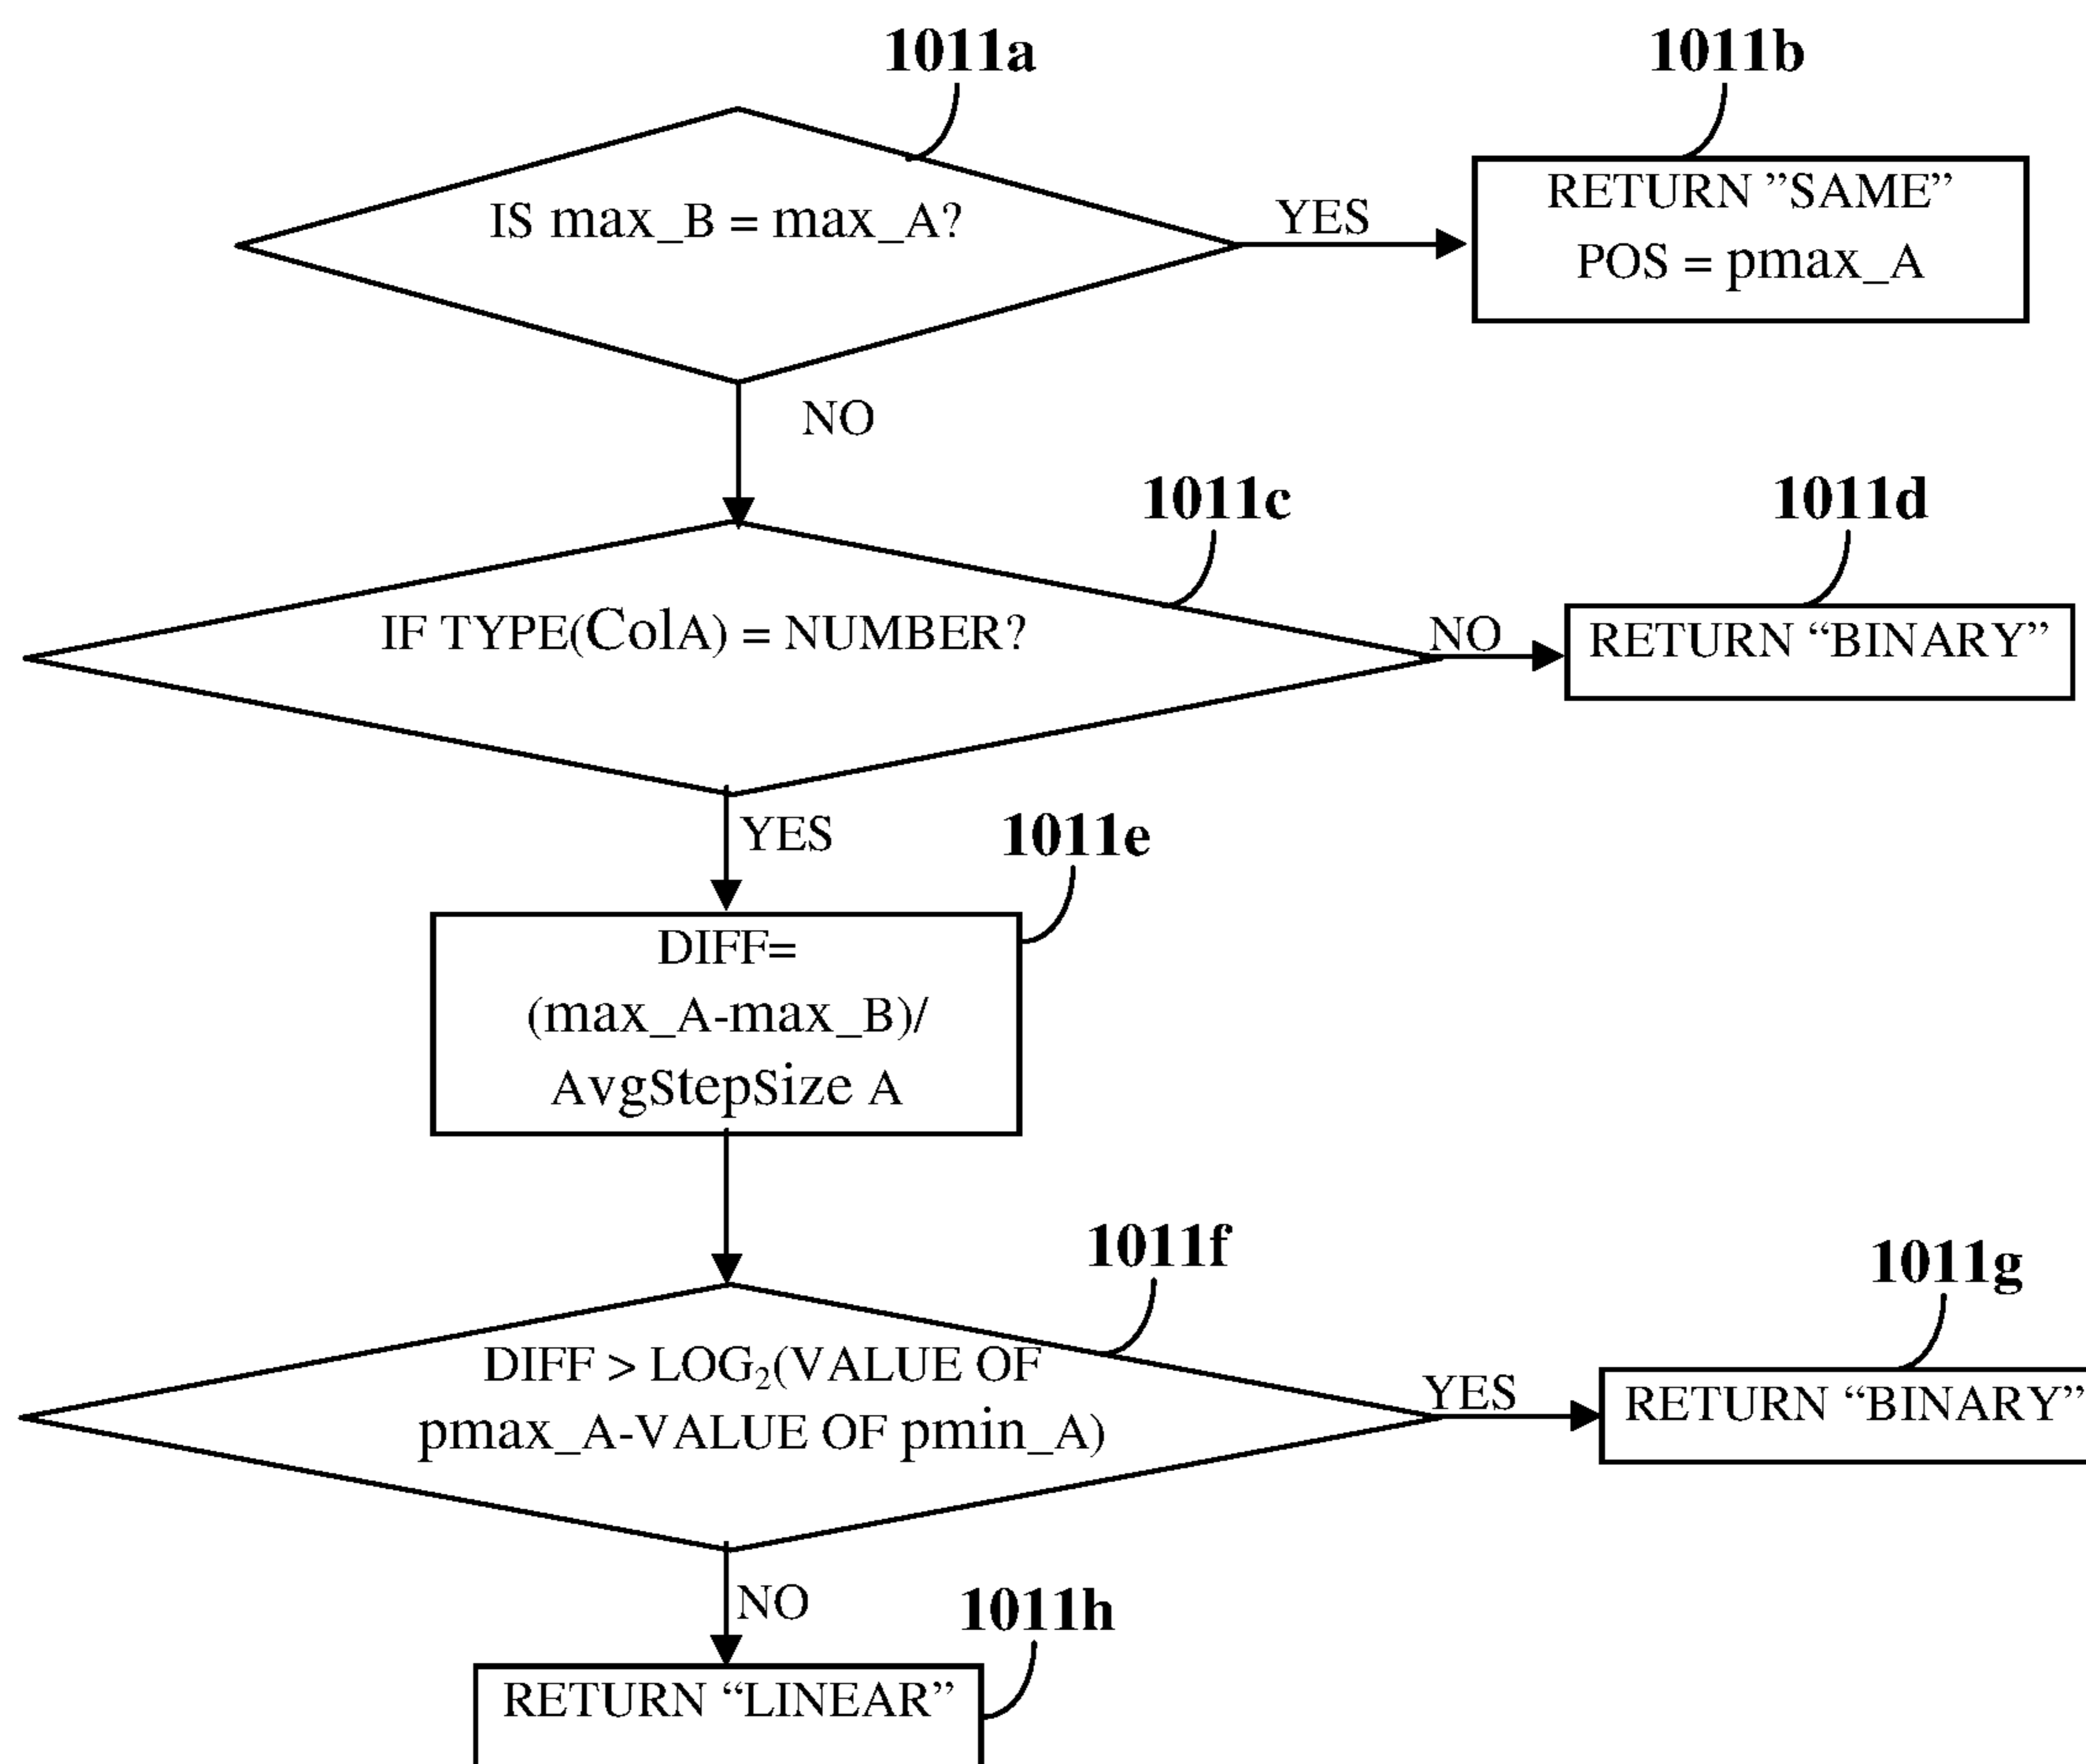 1011a
1011b
IS max_B = max_A?
YES
RETURN ”SAME”
POS = pmax_A
NO
1011c
1011d
IF TYPE(ColA) = NUMBER?
NO
RETURN “BINARY”
YES
1011e
DIFF=
(max_A-max_B)/
AvgStepSize A
1011f
1011g
DIFF > LOG₂(VALUE OF
pmax_A-VALUE OF pmin_A)
YES
RETURN “BINARY”
NO
1011h
RETURN “LINEAR”